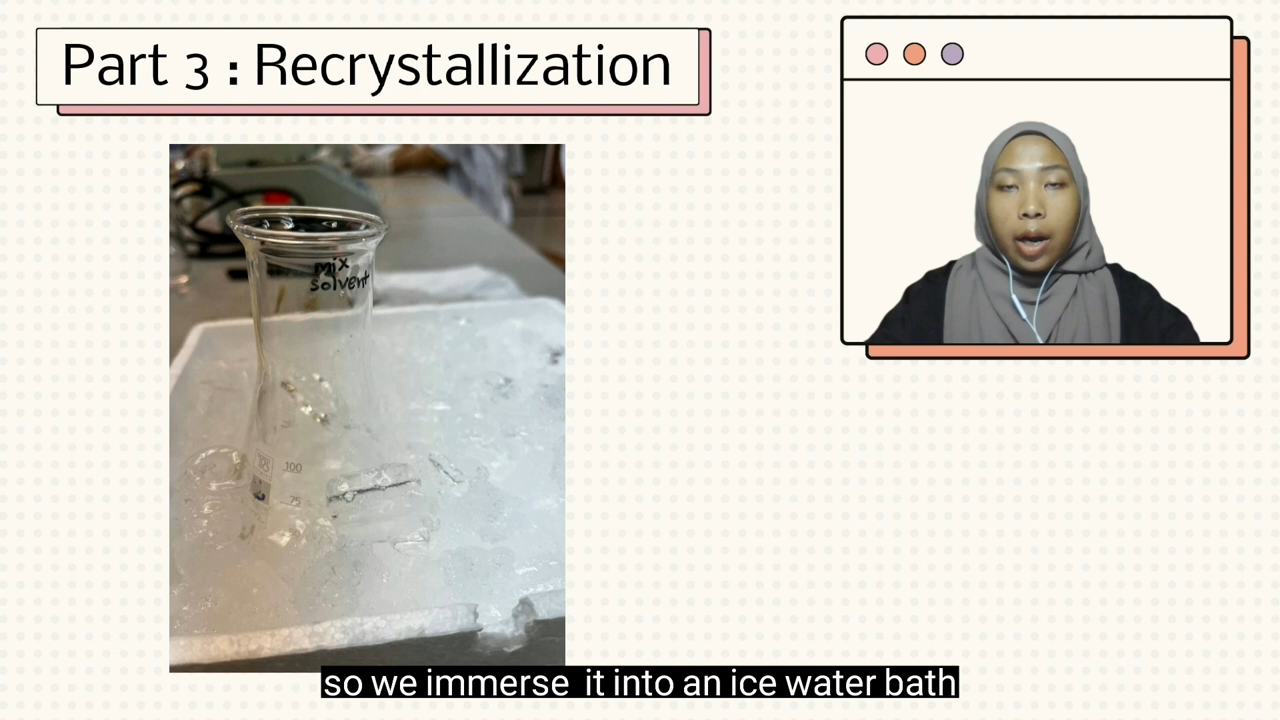 Part 3 : Recrystallization
mix
solvent
100
75
so we immerse it into an ice water bath